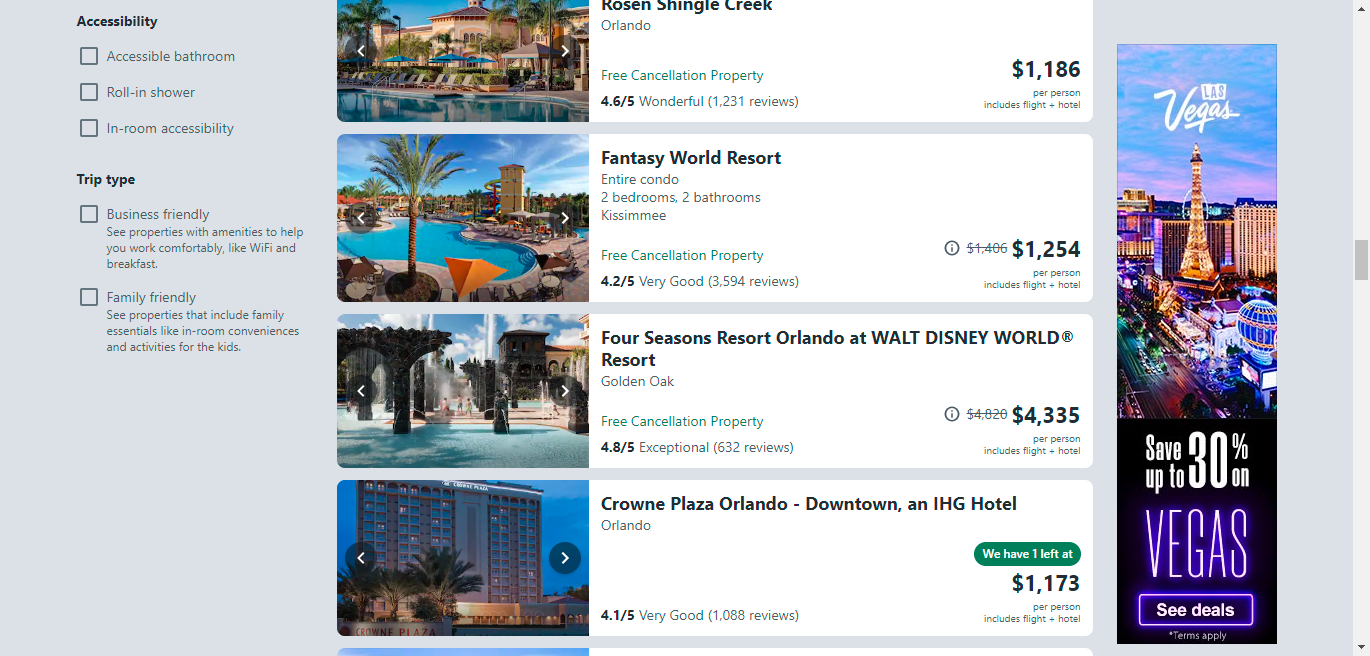 Accessibility
Accessible bathroom
Roll-in shower
In-room accessibility
Trip type
Business friendly
See properties with amenities to help
you work comfortably, like WiFi and
breakfast.
Family friendly
See properties that include family
essentials like in-room conveniences
and activities for the kids.
Rosen Shingle Creek
Orlando
Free Cancellation Property
4.6/5 Wonderful (1,231 reviews)
$1,186
per person
includes flight + hotel
Fantasy World Resort
Entire condo
2 bedrooms, 2 bathrooms
Kissimmee
Free Cancellation Property
4.2/5 Very Good (3,594 reviews)
$1,406 $1,254
per person
includes flight + hotel
Four Seasons Resort Orlando at WALT DISNEY WORLD®
Resort
Golden Oak
Free Cancellation Property
4.8/5 Exceptional (632 reviews)
$4,820 $4,335
per person
includes flight + hotel
CROWNE PLAZA
CROWNE PLAZA
Crowne Plaza Orlando - Downtown, an IHG Hotel
Orlando
4.1/5 Very Good (1,088 reviews)
We have 1 left at
$1,173
per person
includes flight + hotel
LAS
Vegas
Save
up to 30% on
VEGAS
See deals
*Terms apply